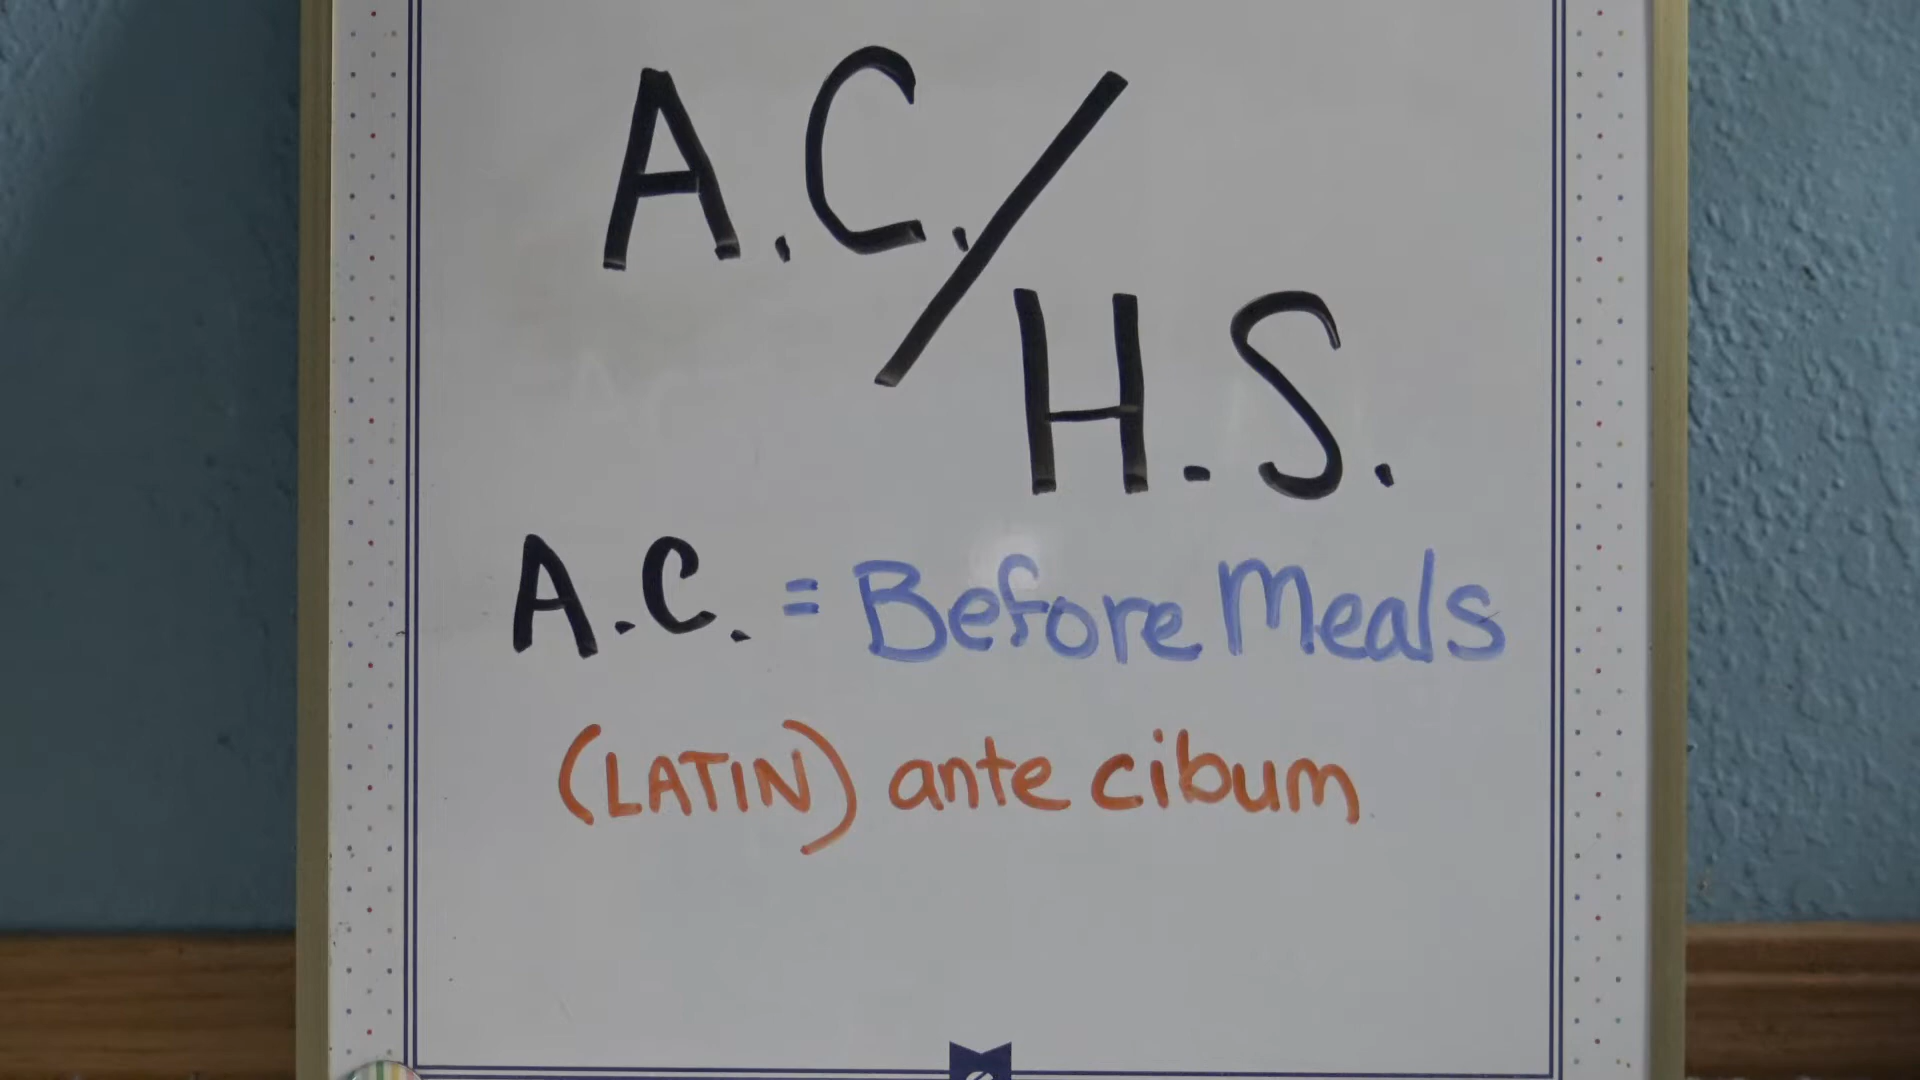 A.C./
H.S.
A.C. = Before Meals
(LATIN) ante cibum